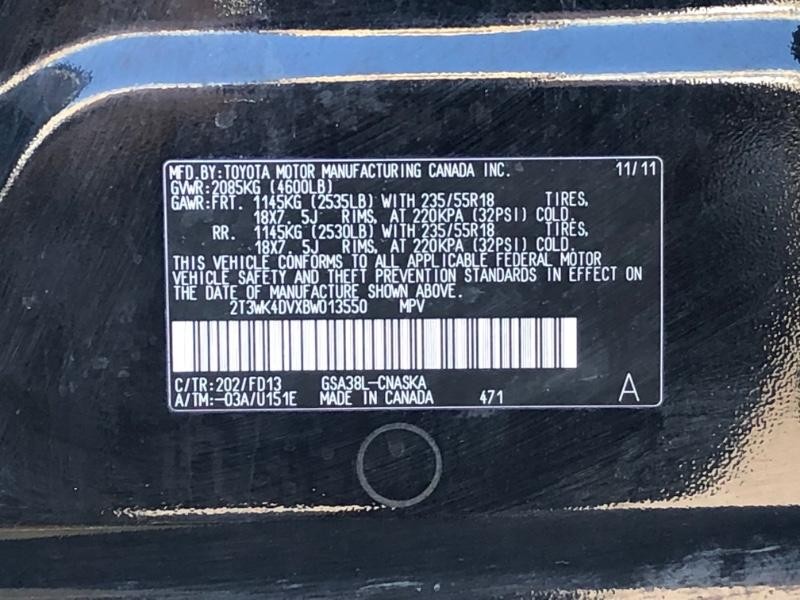 MFD.BY:TOYOTA MOTOR MANUFACTURING CANADA INC. 11/11
GVWR:2085KG (4600LB)
GAWR:FRT. 1145KG (2535LB) WITH 235/55R18 TIRES,
18X7. 5J RIMS, AT 220KPA (32PSI) COLD.
RR. 1145KG (2530LB) WITH 235/55R18 TIRES,
18X7. 5J RIMS, AT 220KPA (32PSI) COLD.
THIS VEHICLE CONFORMS TO ALL APPLICABLE FEDERAL MOTOR
VEHICLE SAFETY AND THEFT PREVENTION STANDARDS IN EFFECT ON
THE DATE OF MANUFACTURE SHOWN ABOVE.
2T3WK4DVXBW013550 MPV
C/TR:202/FD13 GSA38L-CNASKA
A/TM:-03A/U151E MADE IN CANADA 471 A